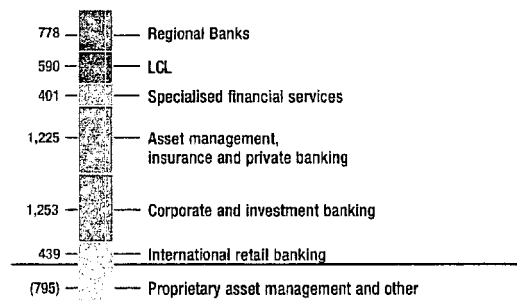 778 Regional Banks
590 LCL
401 Specialised financial services
1,225 Asset management,
insurance and private banking
1,253 Corporate and investment banking
439 International retail banking
(795) Proprietary asset management and other